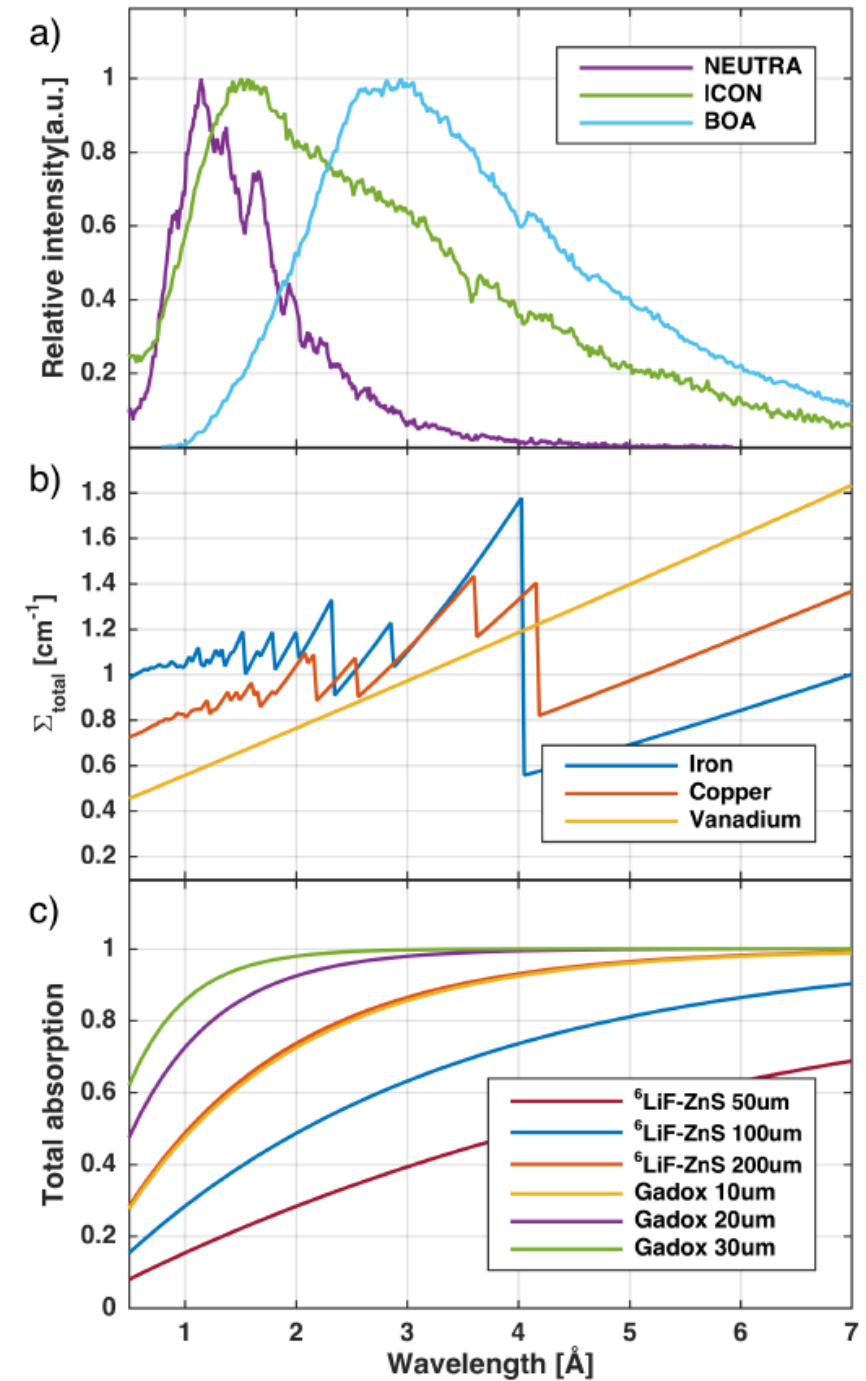 a)
Relative intensity[a.u.]
1
0.8
0.6
0.4
0.2
NEUTRA
ICON
BOA
b)
Σtotal [cm-1]
1.8
1.6
1.4
1.2
1
0.8
0.6
0.4
0.2
Iron
Copper
Vanadium
c)
Total absorption
1
0.8
0.6
0.4
0.2
0
6LiF-ZnS 50um
6LiF-ZnS 100um
6LiF-ZnS 200um
Gadox 10um
Gadox 20um
Gadox 30um
1 2 3 4 5 6 7
Wavelength [Å]